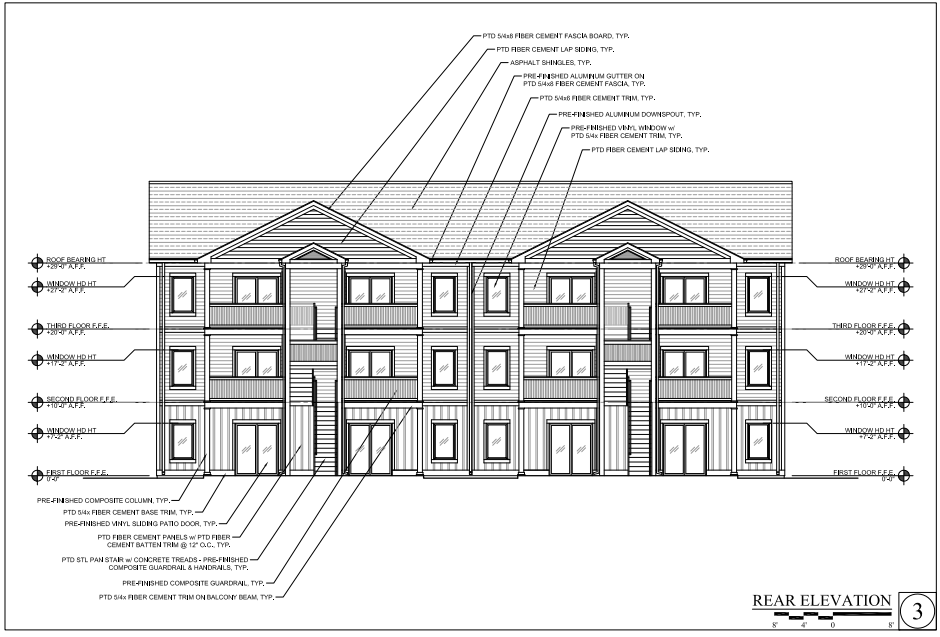 PTD 5/4x8 FIBER CEMENT FASCIA BOARD, TYP.
PTD FIBER CEMENT LAP SIDING, TYP.
ASPHALT SHINGLES, TYP.
PRE-FINISHED ALUMINUM GUTTER ON
PTD 5/4x8 FIBER CEMENT FASCIA, TYP.
PTD 5/4x6 FIBER CEMENT TRIM, TYP.
PRE-FINISHED ALUMINUM DOWNSPOUT, TYP.
PRE-FINISHED VINYL WINDOW w/
PTD 5/4x FIBER CEMENT TRIM, TYP.
PTD FIBER CEMENT LAP SIDING, TYP.
ROOF BEARING HT
+29'-0" A.F.F.
WINDOW HD HT
+27'-2" A.F.F.
THIRD FLOOR F.F.E.
+20'-0" A.F.F.
WINDOW HD HT
+17'-2" A.F.F.
SECOND FLOOR F.F.E.
+10'-0" A.F.F.
WINDOW HD HT
+7'-2" A.F.F.
FIRST FLOOR F.F.E.
0'-0"
ROOF BEARING HT
+29'-0" A.F.F.
WINDOW HD HT
+27'-2" A.F.F.
THIRD FLOOR F.F.E.
+20'-0" A.F.F.
WINDOW HD HT
+17'-2" A.F.F.
SECOND FLOOR F.F.E.
+10'-0" A.F.F.
WINDOW HD HT
+7'-2" A.F.F.
FIRST FLOOR F.F.E.
0'-0"
PRE-FINISHED COMPOSITE COLUMN, TYP.
PTD 5/4x FIBER CEMENT BASE TRIM, TYP.
PRE-FINISHED VINYL SLIDING PATIO DOOR, TYP.
PTD FIBER CEMENT PANELS w/ PTD FIBER
CEMENT BATTEN TRIM @ 12" O.C., TYP.
PTD STL PAN STAIR w/ CONCRETE TREADS - PRE-FINISHED
COMPOSITE GUARDRAIL & HANDRAILS, TYP.
PRE-FINISHED COMPOSITE GUARDRAIL, TYP.
PTD 5/4x FIBER CEMENT TRIM ON BALCONY BEAM, TYP.
REAR ELEVATION
3
8' 4' 0 8'